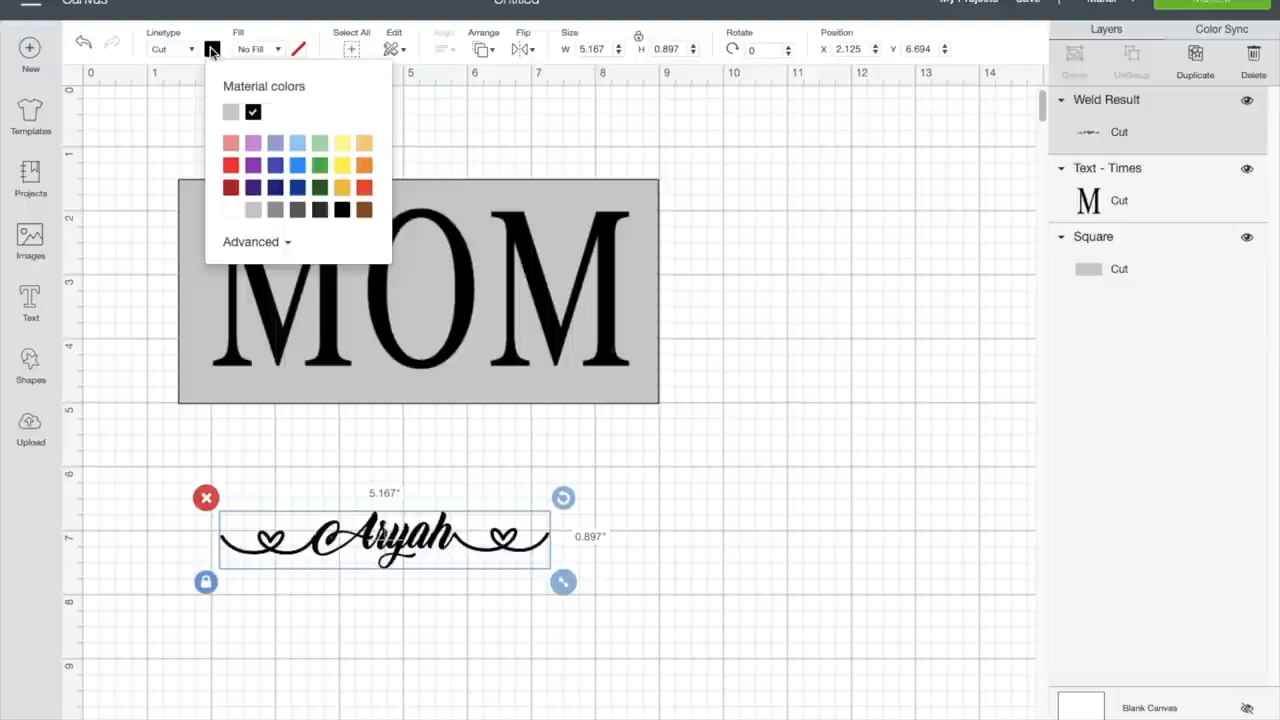 Canvas
Untitled
My Projects Save | Maker
Linetype Fill Select All Edit Align Arrange Flip Size Rotate Position
Cut No Fill W 5.167 H 0.897 0 X 2.125 Y 6.694
Layers Color Sync
New
Templates
Projects
Images
Text
Shapes
Upload
0 1 5 6 7 8 9 10 11 12 13 14
0
1
2
3
4
5
6
7
8
9
Material colors
Advanced
MOM
5.167"
Aryah
0.897"
Group UnGroup Duplicate Delete
Weld Result
Cut
Text - Times
M Cut
Square
Cut
Blank Canvas